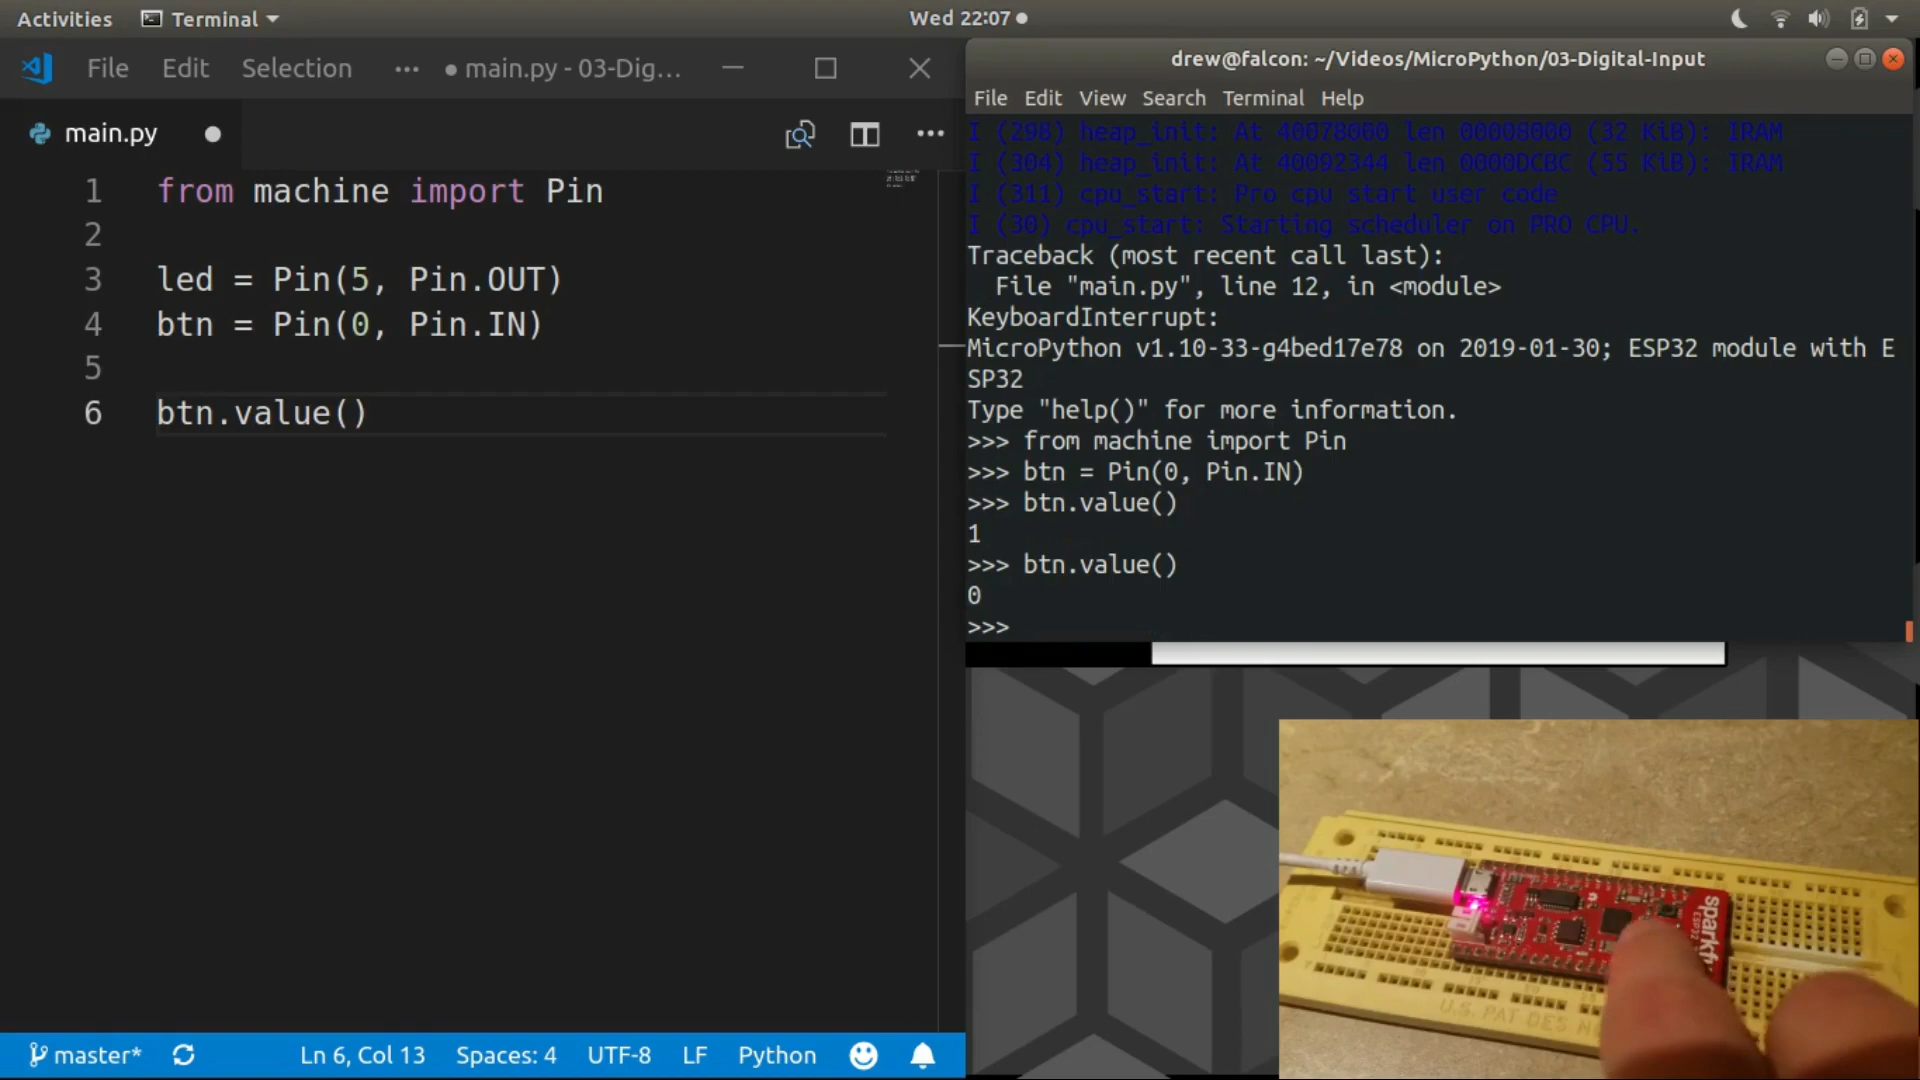 Activities
Terminal
Wed 22:07
File Edit Selection ··· ● main.py - 03-Dig...
main.py
1 from machine import Pin
2
3 led = Pin(5, Pin.OUT)
4 btn = Pin(0, Pin.IN)
5
6 btn.value()
master* Ln 6, Col 13 Spaces: 4 UTF-8 LF Python
drew@falcon: ~/Videos/MicroPython/03-Digital-Input
File Edit View Search Terminal Help
I (298) heap_init: At 40078000 len 00008000 (32 KiB): IRAM
I (304) heap_init: At 40092344 len 0000DCBC (55 KiB): IRAM
I (311) cpu_start: Pro cpu start user code
I (30) cpu_start: Starting scheduler on PRO CPU.
Traceback (most recent call last):
File "main.py", line 12, in <module>
KeyboardInterrupt:
MicroPython v1.10-33-g4bed17e78 on 2019-01-30; ESP32 module with E
SP32
Type "help()" for more information.
>>> from machine import Pin
>>> btn = Pin(0, Pin.IN)
>>> btn.value()
1
>>> btn.value()
0
>>>
U.S. PAT DES